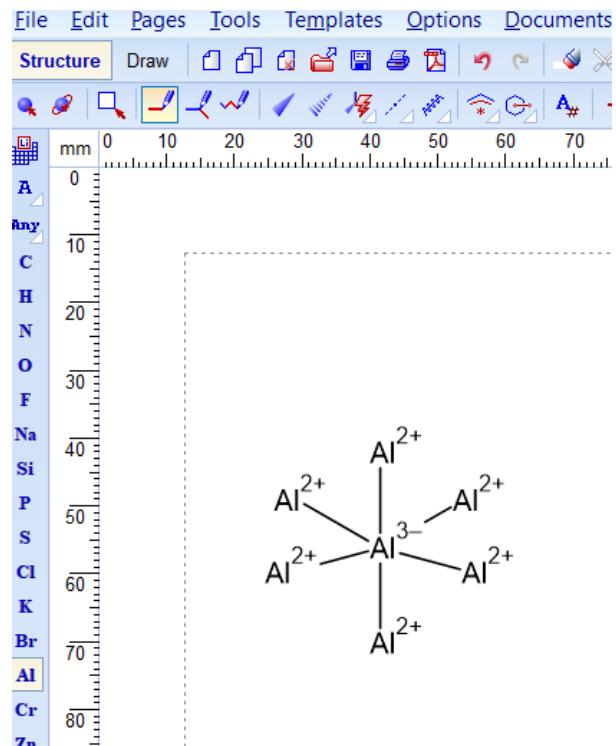 File Edit Pages Tools Templates Options Documents
Structure Draw
A#
Li
mm 0 10 20 30 40 50 60 70
A
Any
C
H
N
O
F
Na
Si
P
S
Cl
K
Br
Al
Cr
Zn
0
10
20
30
40
50
60
70
80
Al2+
Al2+ Al2+
Al3–
Al2+ Al2+
Al2+